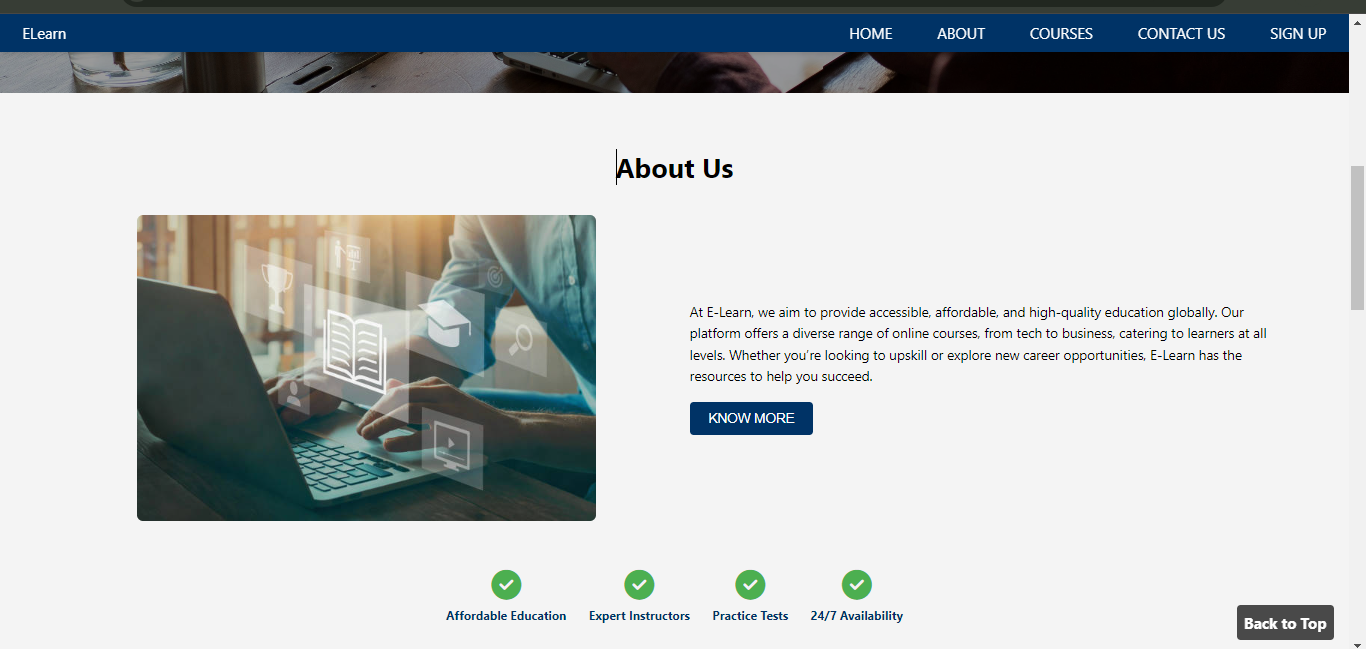 ELearn
HOME ABOUT COURSES CONTACT US SIGN UP
About Us
At E-Learn, we aim to provide accessible, affordable, and high-quality education globally. Our
platform offers a diverse range of online courses, from tech to business, catering to learners at all
levels. Whether you’re looking to upskill or explore new career opportunities, E-Learn has the
resources to help you succeed.
KNOW MORE
Affordable Education Expert Instructors Practice Tests 24/7 Availability
Back to Top